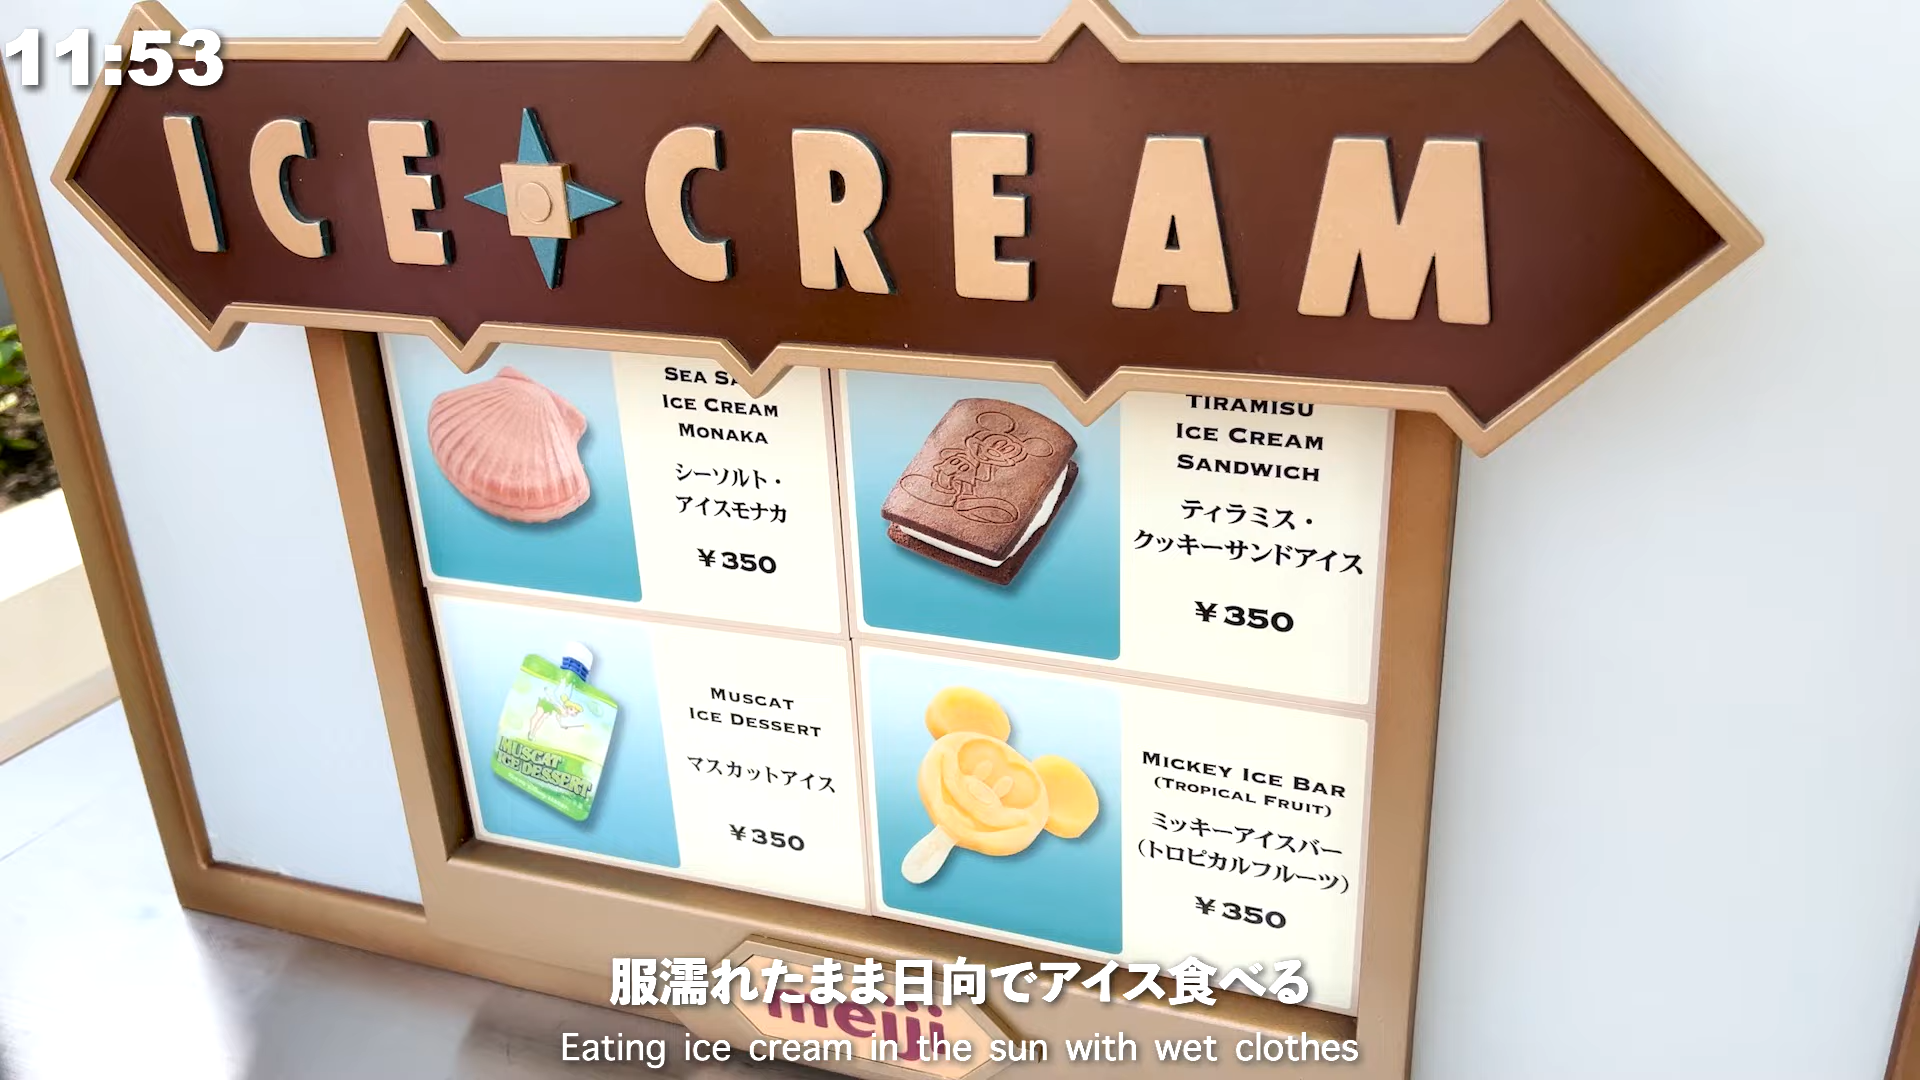 11:53
ICE CREAM
SEA
ICE CREAM
MONAKA
シーソルト・
アイスモナカ
¥350
TIRAMISU
ICE CREAM
SANDWICH
ティラミス・
クッキーサンドアイス
¥350
MUSCAT
ICE DESSERT
MUSCAT
ICE DESSERT
マスカットアイス
¥350
MICKEY ICE BAR
(TROPICAL FRUIT)
ミッキーアイスバー
(トロピカルフルーツ)
¥350
服濡れたまま日向でアイス食べる
meiji
Eating ice cream in the sun with wet clothes